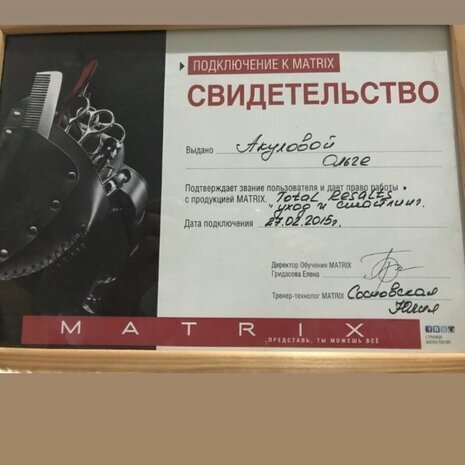 ПОДКЛЮЧЕНИЕ К MATRIX
СВИДЕТЕЛЬСТВО
Выдано Акуловой
Ольге
Подтверждает звание пользователя и дает право работы
с продукцией MATRIX. Total Resalts
"уход и стайлинг".
Дата подключения 27.02.2015г.
Директор Обучения MATRIX
Гридасова Елена
Тренер-технолог MATRIX Сосновская
Юлия
MATRIX
ПРЕДСТАВЬ, ТЫ МОЖЕШЬ ВСЁ